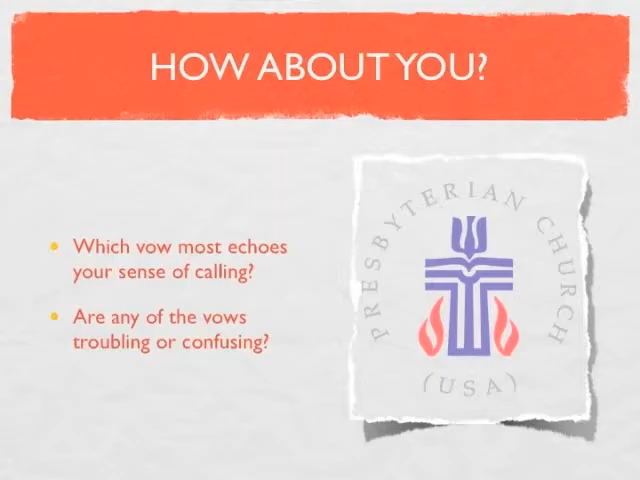 HOW ABOUT YOU?
Which vow most echoes
your sense of calling?
Are any of the vows
troubling or confusing?
PRESBYTERIAN CHURCH
(USA)